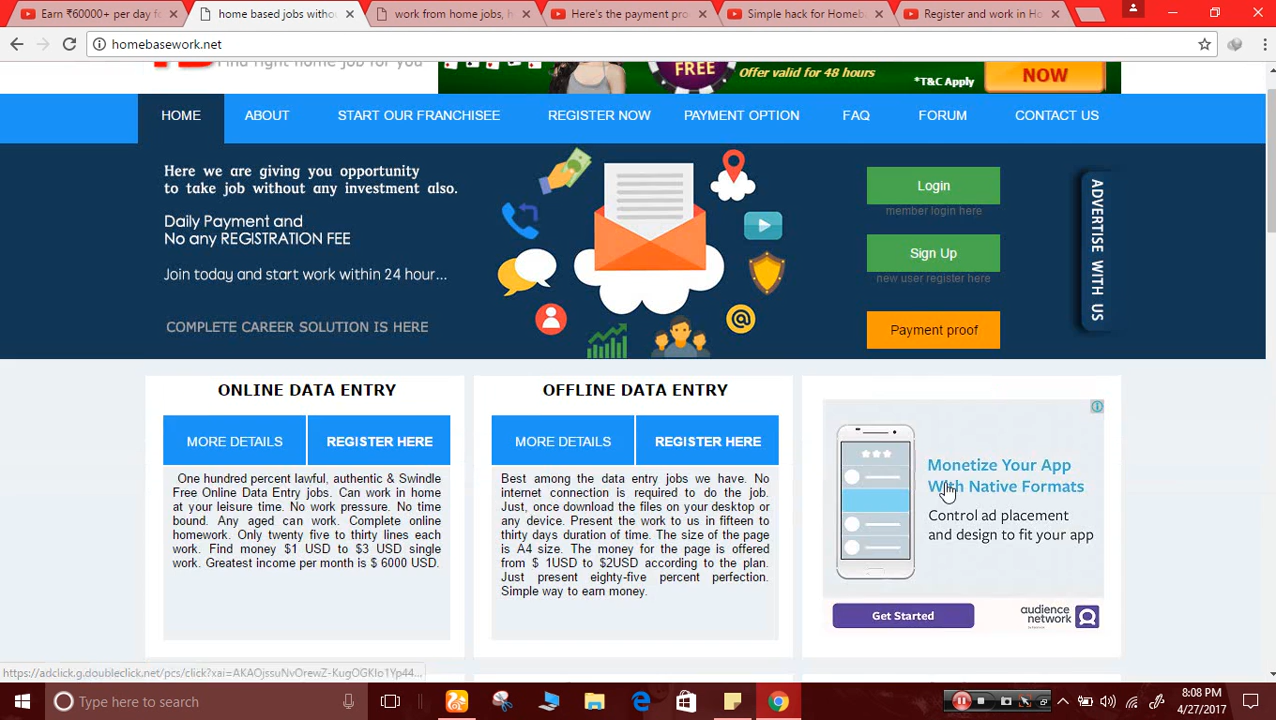 Earn ₹60000+ per day fo
home based jobs withou
work from home jobs, h
Here's the payment pro
Simple hack for Homeb
Register and work in Ho
homebasework.net
Find right home job for you
FREE
Offer valid for 48 hours
*T&C Apply
NOW
HOME
ABOUT
START OUR FRANCHISEE
REGISTER NOW
PAYMENT OPTION
FAQ
FORUM
CONTACT US
Here we are giving you opportunity
to take job without any investment also.
Daily Payment and
No any REGISTRATION FEE
Join today and start work within 24 hour...
COMPLETE CAREER SOLUTION IS HERE
Login
member login here
Sign Up
new user register here
Payment proof
ADVERTISE WITH US
ONLINE DATA ENTRY
MORE DETAILS
REGISTER HERE
One hundred percent lawful, authentic & Swindle
Free Online Data Entry jobs. Can work in home
at your leisure time. No work pressure. No time
bound. Any aged can work. Complete online
homework. Only twenty five to thirty lines each
work. Find money $1 USD to $3 USD single
work. Greatest income per month is $ 6000 USD.
OFFLINE DATA ENTRY
MORE DETAILS
REGISTER HERE
Best among the data entry jobs we have. No
internet connection is required to do the job.
Just, once download the files on your desktop or
any device. Present the work to us in fifteen to
thirty days duration of time. The size of the page
is A4 size. The money for the page is offered
from $ 1USD to $2USD according to the plan.
Just present eighty-five percent perfection.
Simple way to earn money.
Monetize Your App
With Native Formats
Control ad placement
and design to fit your app
Get Started
audience
network
https://adclick.g.doubleclick.net/pcs/click?xai=AKAOjssuNvOrewZ-KugOGKIo1Yp44...
Type here to search
8:08 PM
4/27/2017